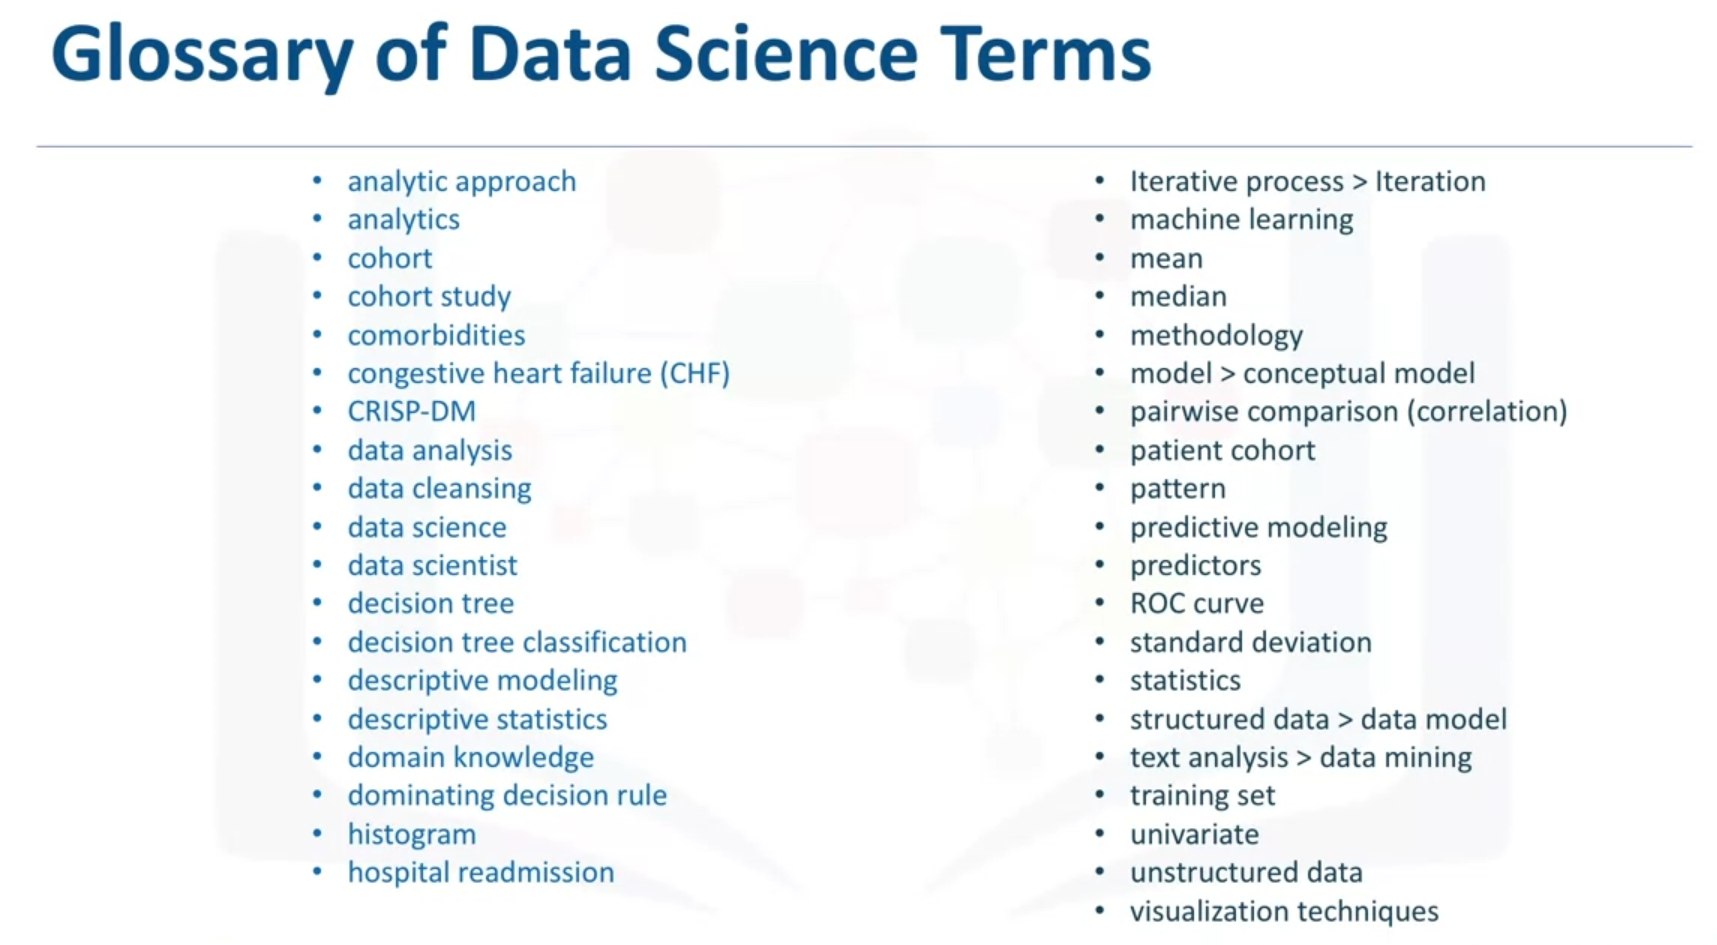 Glossary of Data Science Terms
• analytic approach
• analytics
• cohort
• cohort study
• comorbidities
• congestive heart failure (CHF)
• CRISP-DM
• data analysis
• data cleansing
• data science
• data scientist
• decision tree
• decision tree classification
• descriptive modeling
• descriptive statistics
• domain knowledge
• dominating decision rule
• histogram
• hospital readmission
• Iterative process > Iteration
• machine learning
• mean
• median
• methodology
• model > conceptual model
• pairwise comparison (correlation)
• patient cohort
• pattern
• predictive modeling
• predictors
• ROC curve
• standard deviation
• statistics
• structured data > data model
• text analysis > data mining
• training set
• univariate
• unstructured data
• visualization techniques